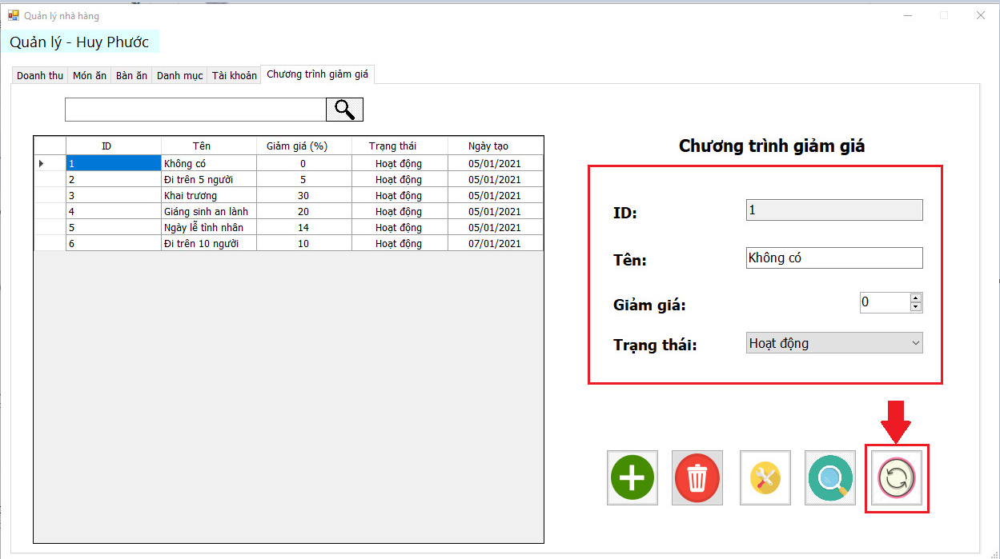 Quản lý nhà hàng
Quản lý - Huy Phước
Doanh thu Món ăn Bàn ăn Danh mục Tài khoản Chương trình giảm giá
ID Tên Giảm giá (%) Trạng thái Ngày tạo
1 Không có 0 Hoạt động 05/01/2021
2 Đi trên 5 người 5 Hoạt động 05/01/2021
3 Khai trương 30 Hoạt động 05/01/2021
4 Giáng sinh an lành 20 Hoạt động 05/01/2021
5 Ngày lễ tình nhân 14 Hoạt động 05/01/2021
6 Đi trên 10 người 10 Hoạt động 07/01/2021
Chương trình giảm giá
ID: 1
Tên: Không có
Giảm giá: 0
Trạng thái: Hoạt động